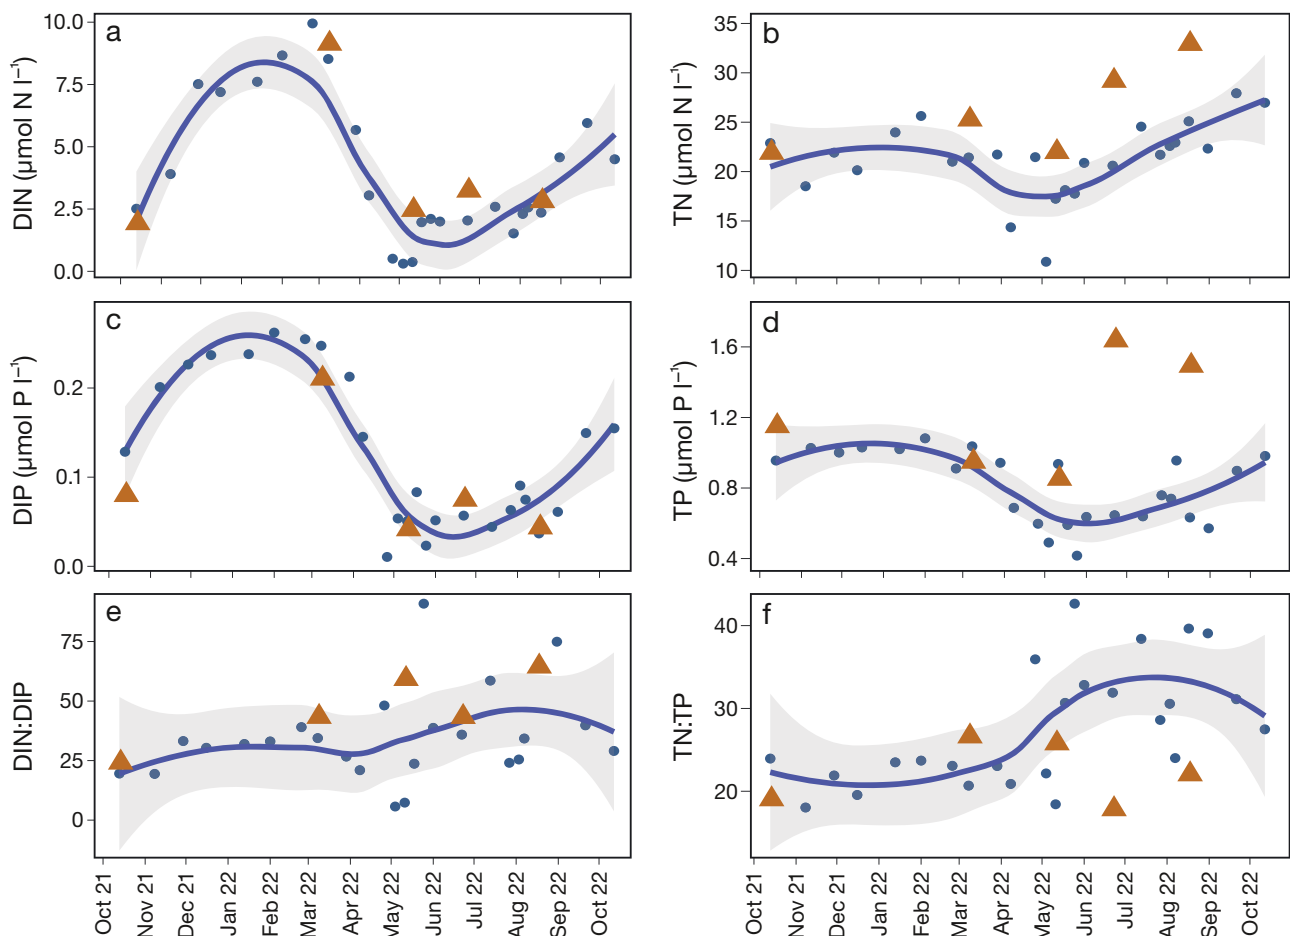 a
DIN (µmol N l⁻¹)
10.0
7.5
5.0
2.5
0.0
b
TN (µmol N l⁻¹)
35
30
25
20
15
10
c
DIP (µmol P l⁻¹)
0.2
0.1
0.0
d
TP (µmol P l⁻¹)
1.6
1.2
0.8
0.4
e
DIN:DIP
75
50
25
0
Oct 21
Nov 21
Dec 21
Jan 22
Feb 22
Mar 22
Apr 22
May 22
Jun 22
Jul 22
Aug 22
Sep 22
Oct 22
f
TN:TP
40
30
20
Oct 21
Nov 21
Dec 21
Jan 22
Feb 22
Mar 22
Apr 22
May 22
Jun 22
Jul 22
Aug 22
Sep 22
Oct 22